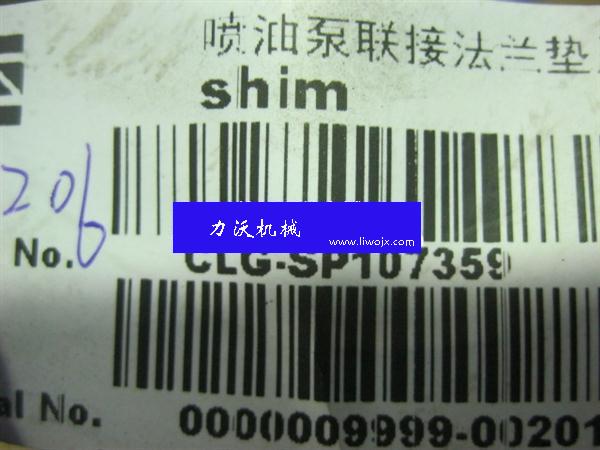 喷油泵联接法兰垫
shim
206
力沃机械
www.liwojx.com
No. CLG-SP107359
al No. 0000009999-00201